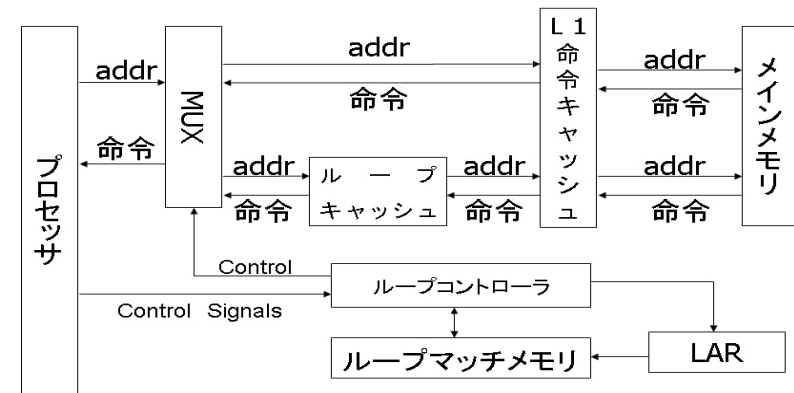 プロセッサ
addr
命令
MUX
addr
命令
addr
命令
ループ
キャッシュ
addr
命令
L1命令キャッシュ
addr
命令
addr
命令
メインメモリ
Control
Control Signals
ループコントローラ
ループマッチメモリ
LAR